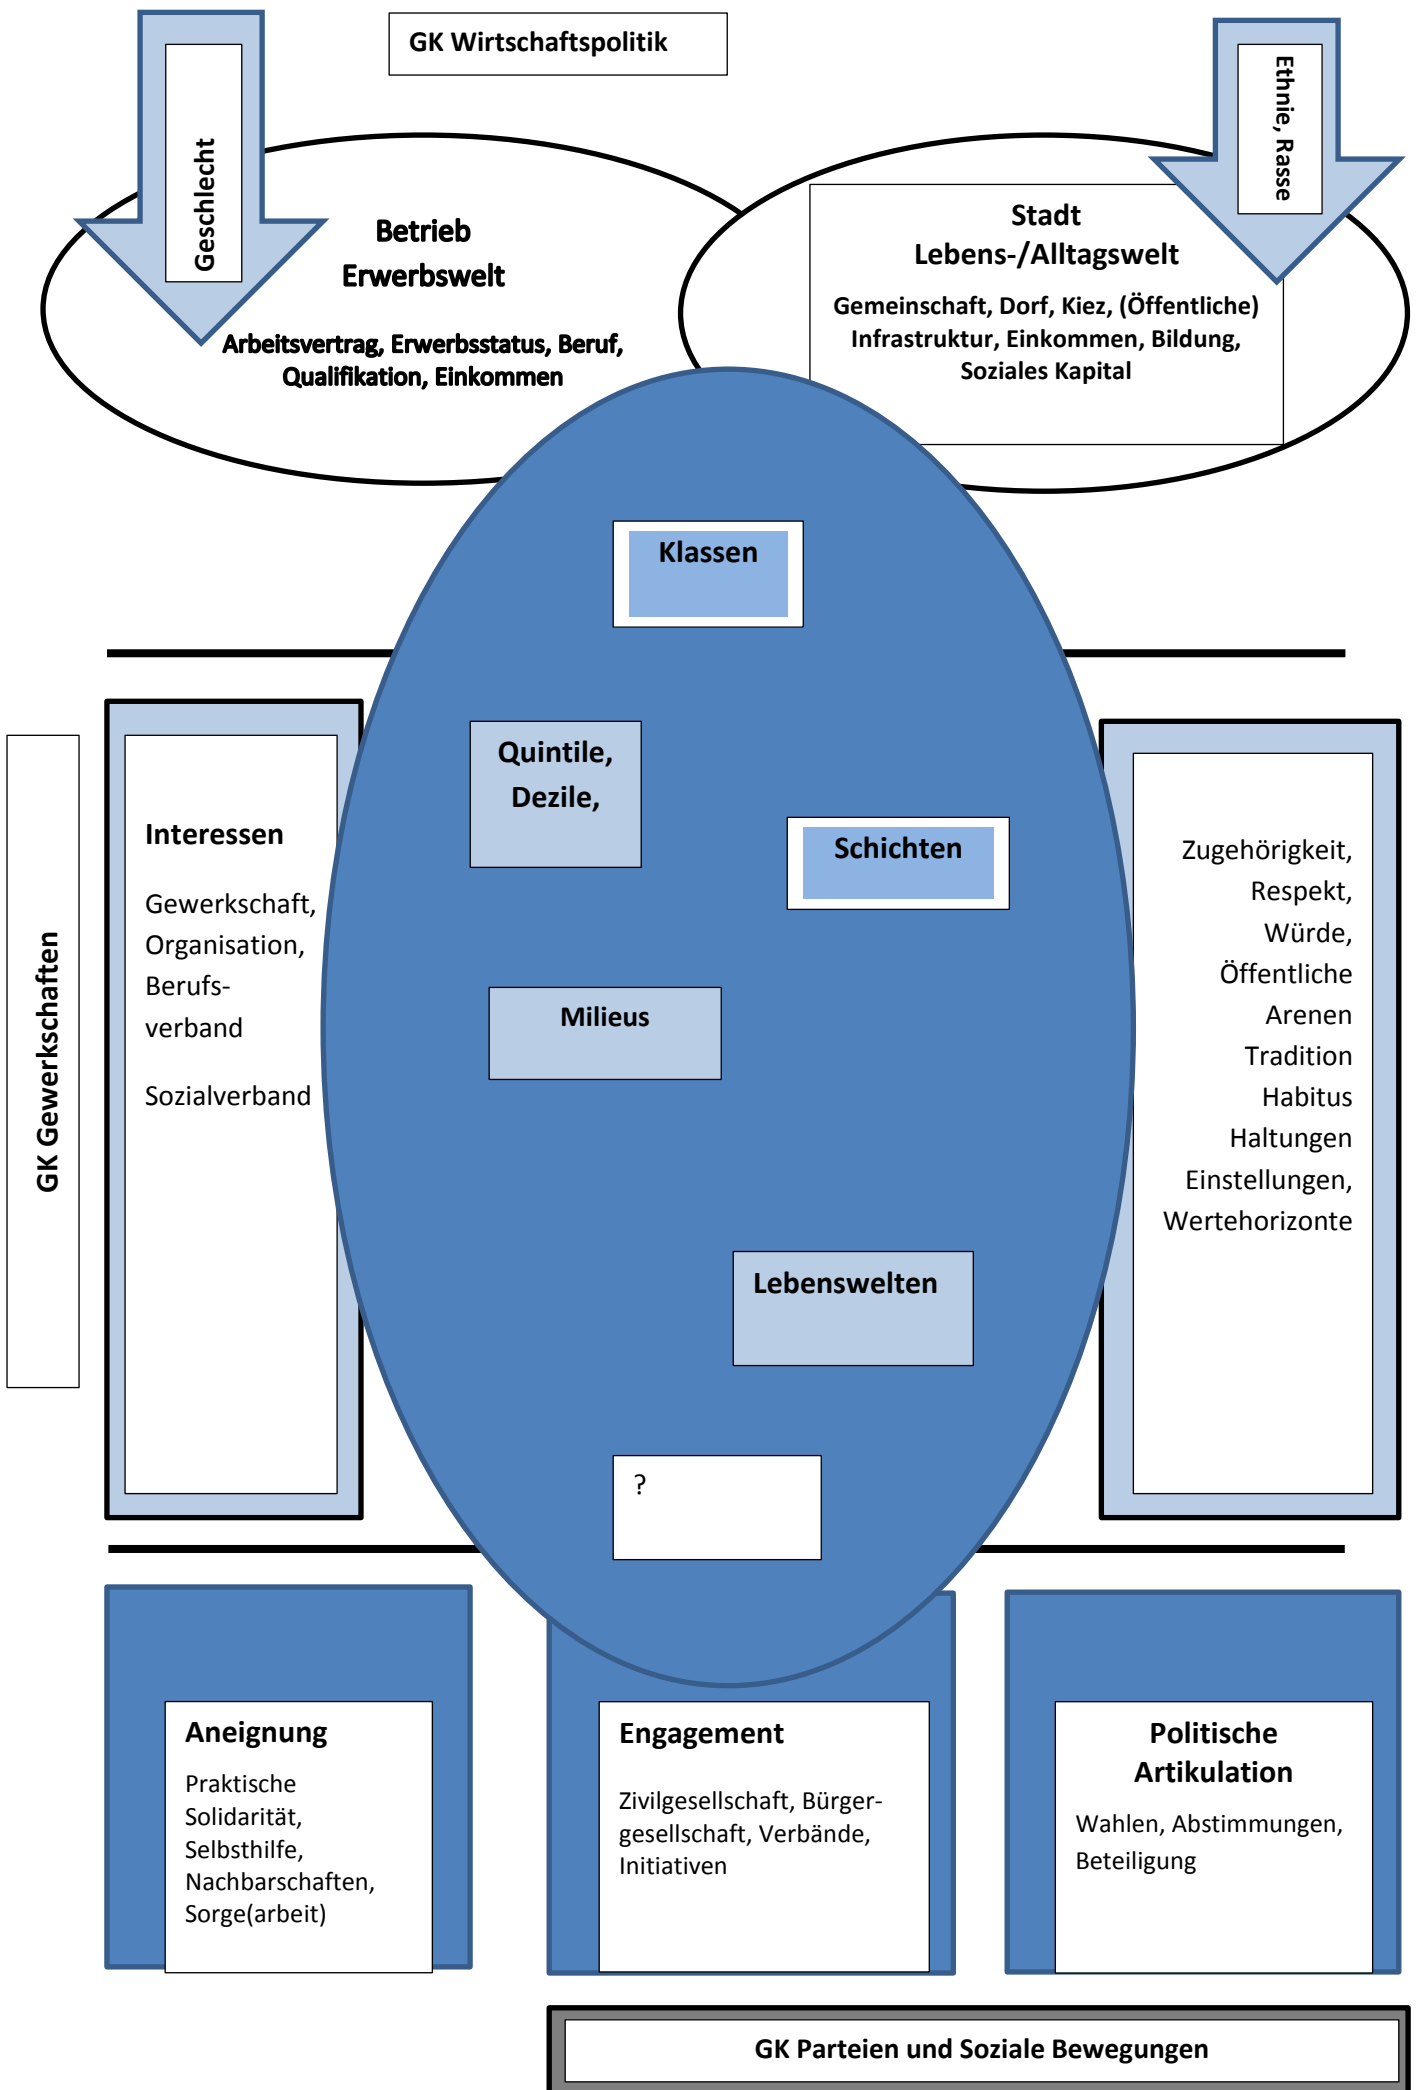 GK Wirtschaftspolitik
Geschlecht
Ethnie, Rasse
Betrieb
Erwerbswelt
Arbeitsvertrag, Erwerbsstatus, Beruf,
Qualifikation, Einkommen
Stadt
Lebens-/Alltagswelt
Gemeinschaft, Dorf, Kiez, (Öffentliche)
Infrastruktur, Einkommen, Bildung,
Soziales Kapital
Klassen
Quintile,
Dezile,
Schichten
Milieus
Lebenswelten
?
GK Gewerkschaften
Interessen
Gewerkschaft,
Organisation,
Berufs-
verband
Sozialverband
Zugehörigkeit,
Respekt,
Würde,
Öffentliche
Arenen
Tradition
Habitus
Haltungen
Einstellungen,
Wertehorizonte
Aneignung
Praktische
Solidarität,
Selbsthilfe,
Nachbarschaften,
Sorge(arbeit)
Engagement
Zivilgesellschaft, Bürger-
gesellschaft, Verbände,
Initiativen
Politische
Artikulation
Wahlen, Abstimmungen,
Beteiligung
GK Parteien und Soziale Bewegungen